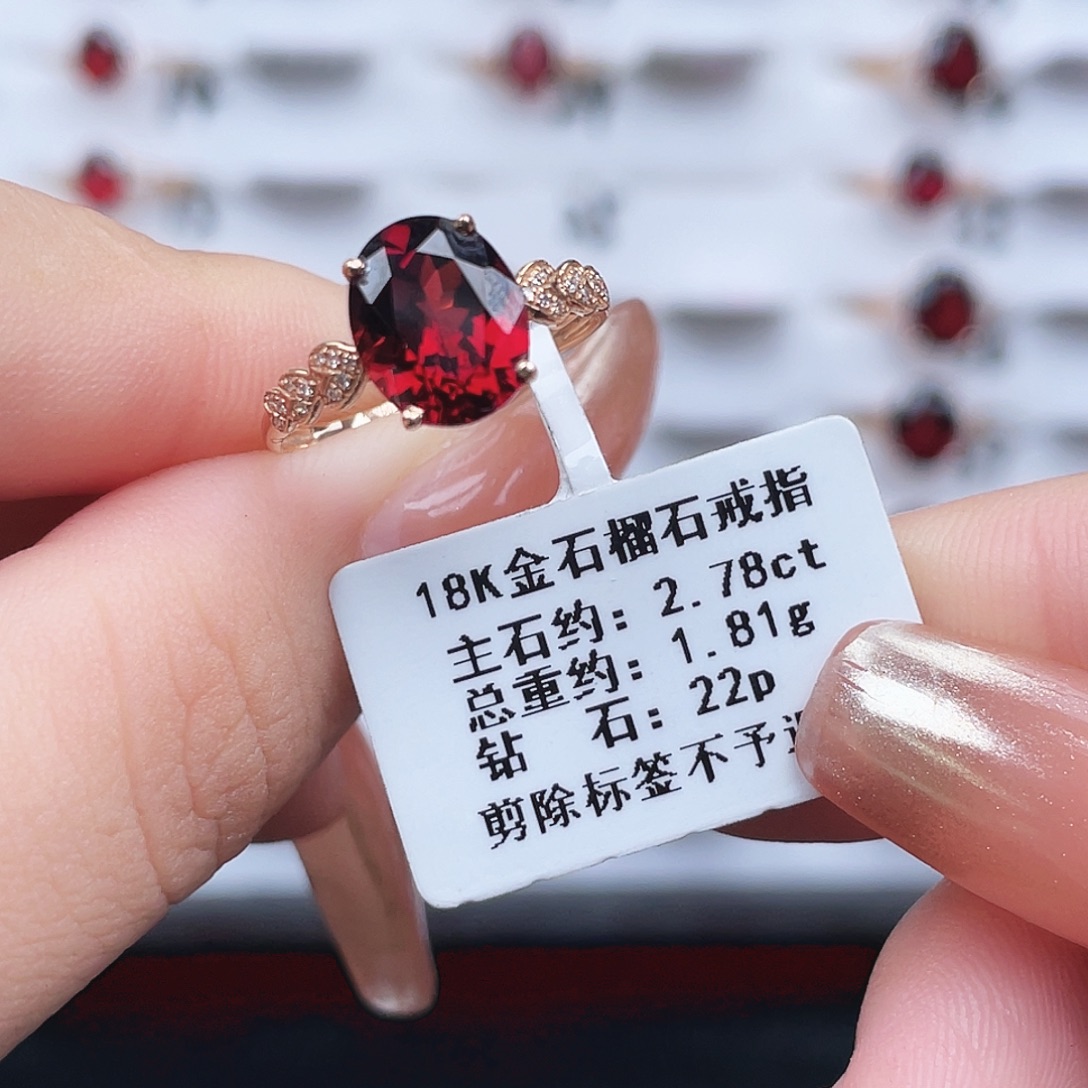 18K金石榴石戒指
主石约: 2.78ct
总重约: 1.81g
钻 石: 22p
剪除标签不予